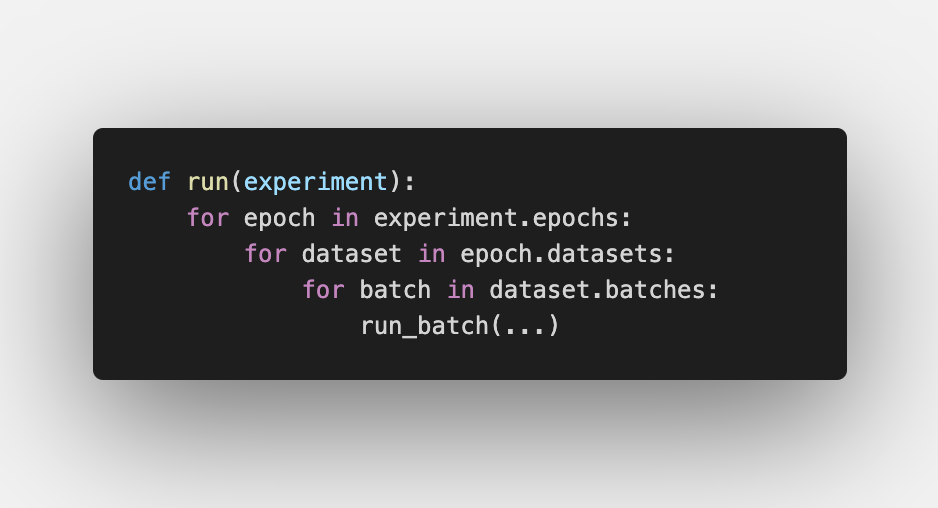 def run(experiment):
    for epoch in experiment.epochs:
        for dataset in epoch.datasets:
            for batch in dataset.batches:
                run_batch(...)